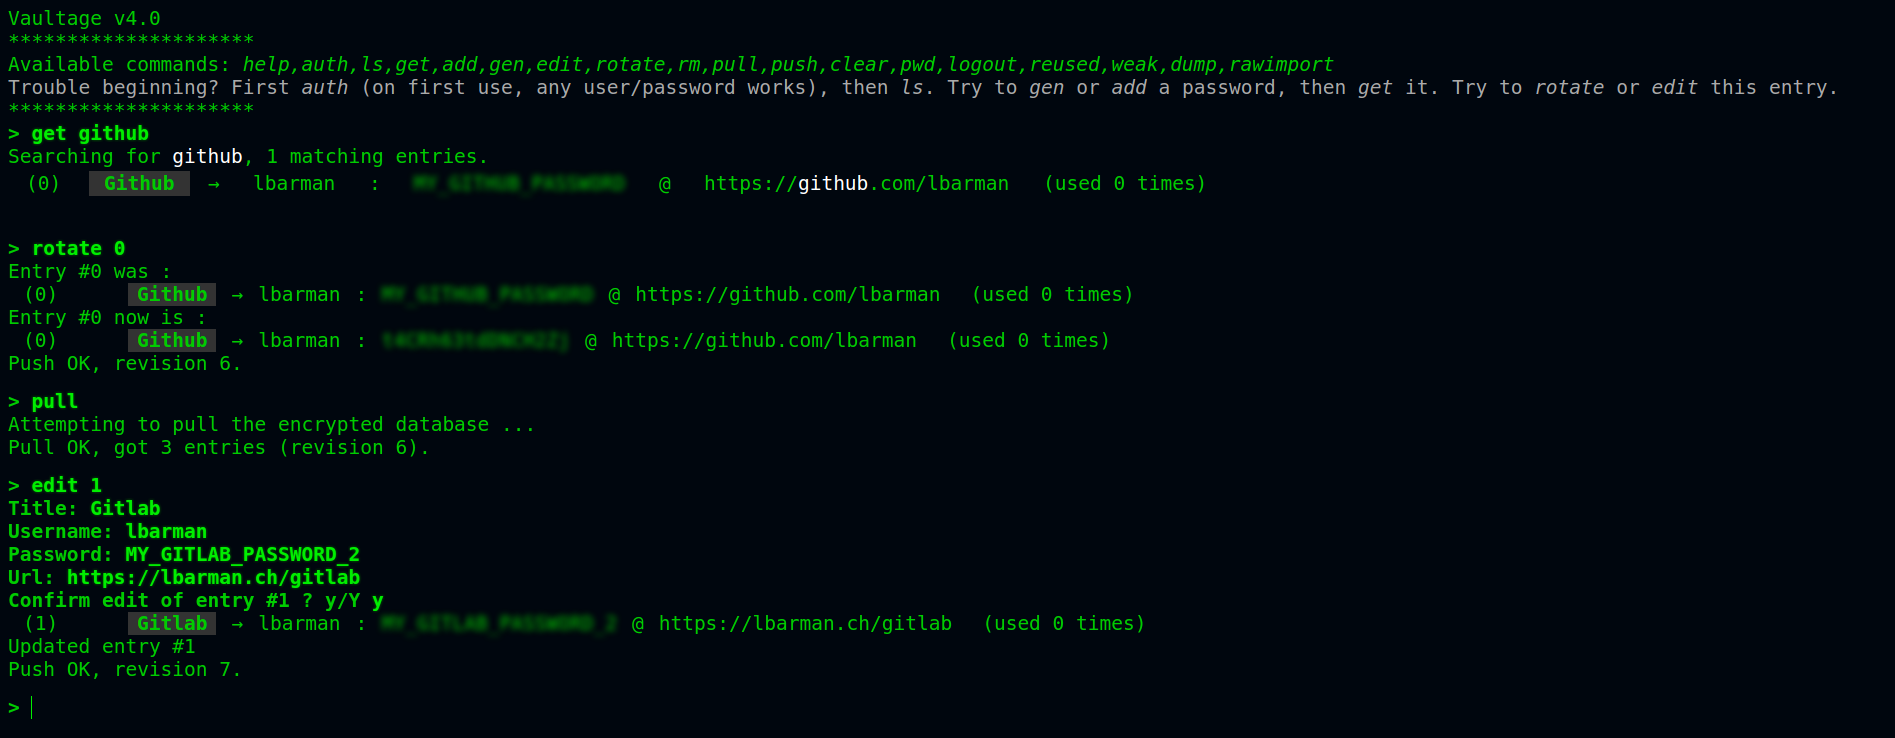 Vaultage v4.0
*********************
Available commands: help,auth,ls,get,add,gen,edit,rotate,rm,pull,push,clear,pwd,logout,reused,weak,dump,rawimport
Trouble beginning? First auth (on first use, any user/password works), then ls. Try to gen or add a password, then get it. Try to rotate or edit this entry.
*********************
> get github
Searching for github, 1 matching entries.
(0) Github → lbarman : MY_GITHUB_PASSWORD @ https://github.com/lbarman (used 0 times)
> rotate 0
Entry #0 was :
(0) Github → lbarman : MY_GITHUB_PASSWORD @ https://github.com/lbarman (used 0 times)
Entry #0 now is :
(0) Github → lbarman : @ https://github.com/lbarman (used 0 times)
Push OK, revision 6.
> pull
Attempting to pull the encrypted database ...
Pull OK, got 3 entries (revision 6).
> edit 1
Title: Gitlab
Username: lbarman
Password: MY_GITLAB_PASSWORD_2
Url: https://lbarman.ch/gitlab
Confirm edit of entry #1 ? y/Y y
(1) Gitlab → lbarman : MY_GITLAB_PASSWORD_2 @ https://lbarman.ch/gitlab (used 0 times)
Updated entry #1
Push OK, revision 7.
>